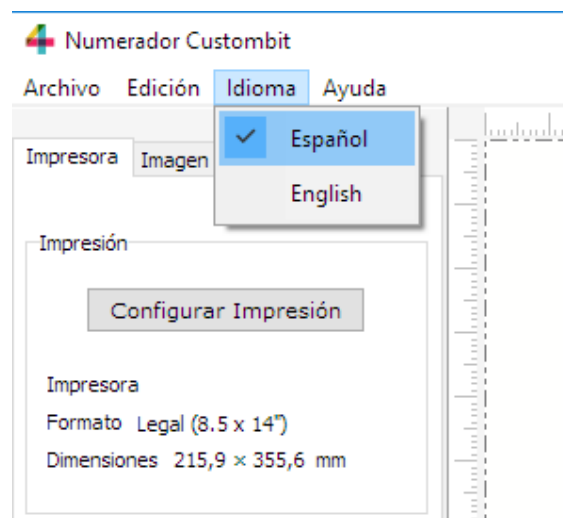 Numerador Custombit
Archivo Edición Idioma Ayuda
Español
English
Impresora Imagen
Impresión
Configurar Impresión
Impresora
Formato Legal (8.5 x 14")
Dimensiones 215,9 × 355,6 mm